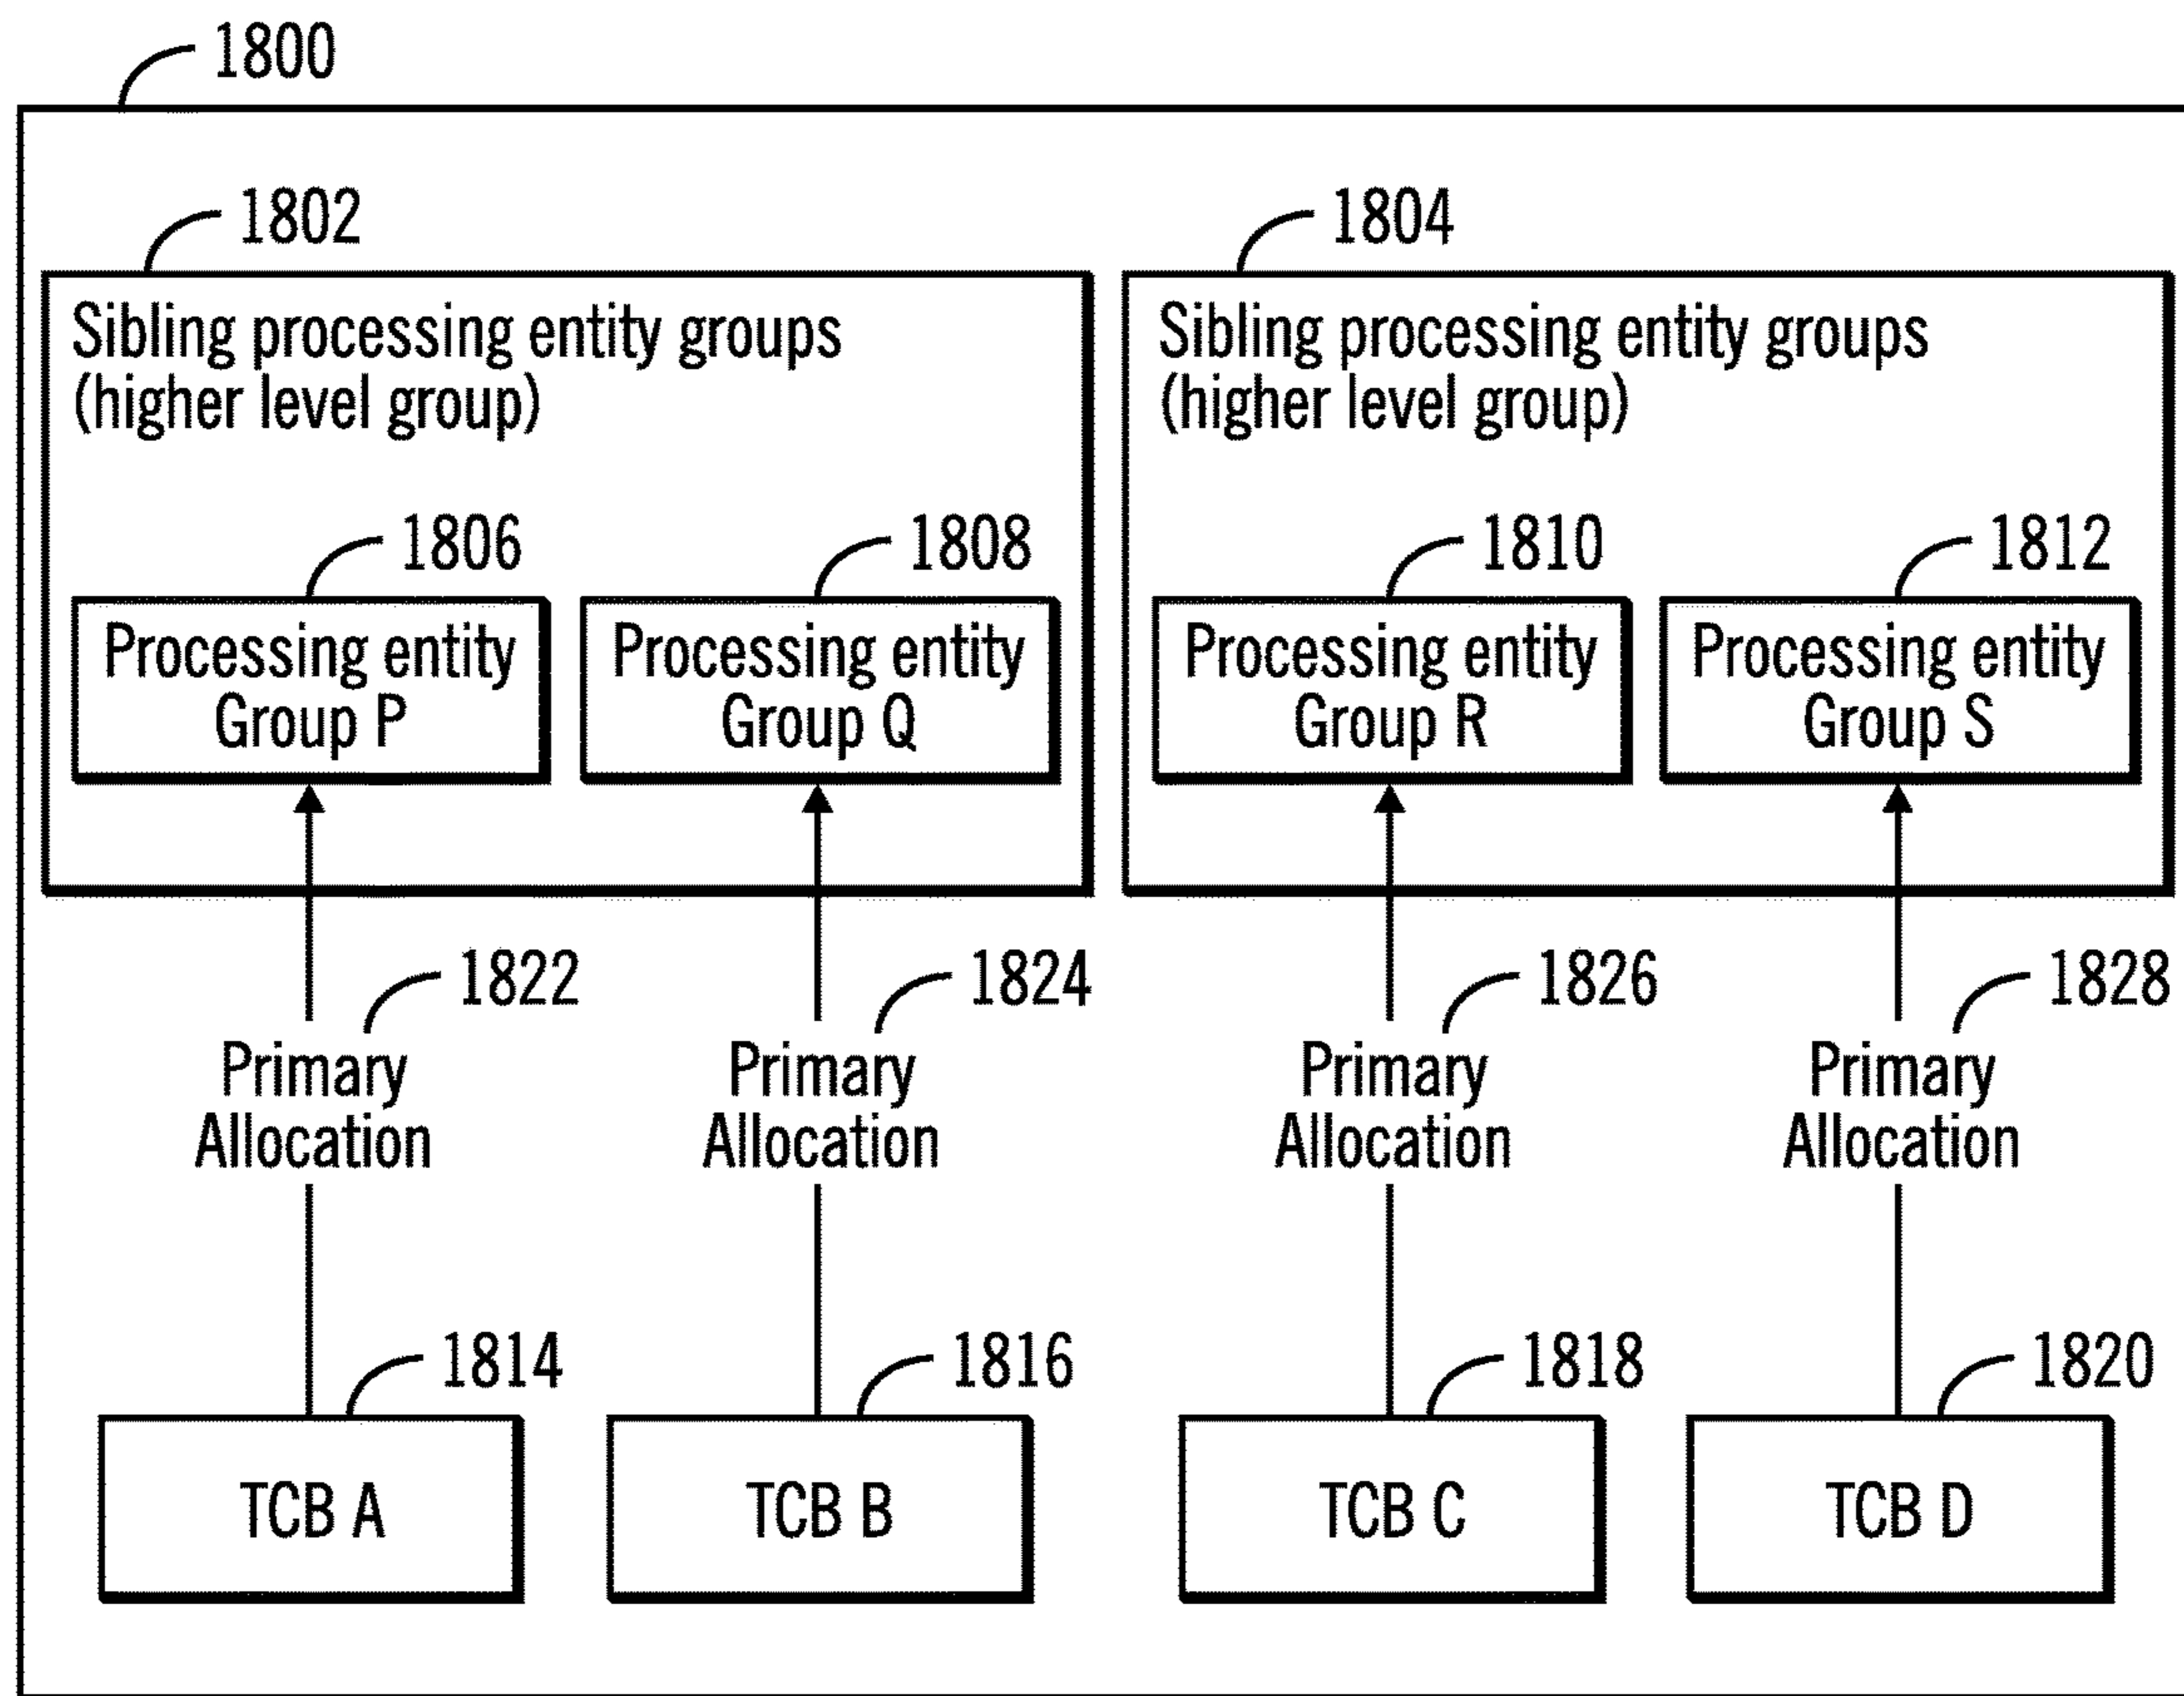 1800
1802
1804
Sibling processing entity groups
(higher level group)
Sibling processing entity groups
(higher level group)
1806
1808
1810
1812
Processing entity
Group P
Processing entity
Group Q
Processing entity
Group R
Processing entity
Group S
1822
1824
1826
1828
Primary
Allocation
Primary
Allocation
Primary
Allocation
Primary
Allocation
1814
1816
1818
1820
TCB A
TCB B
TCB C
TCB D